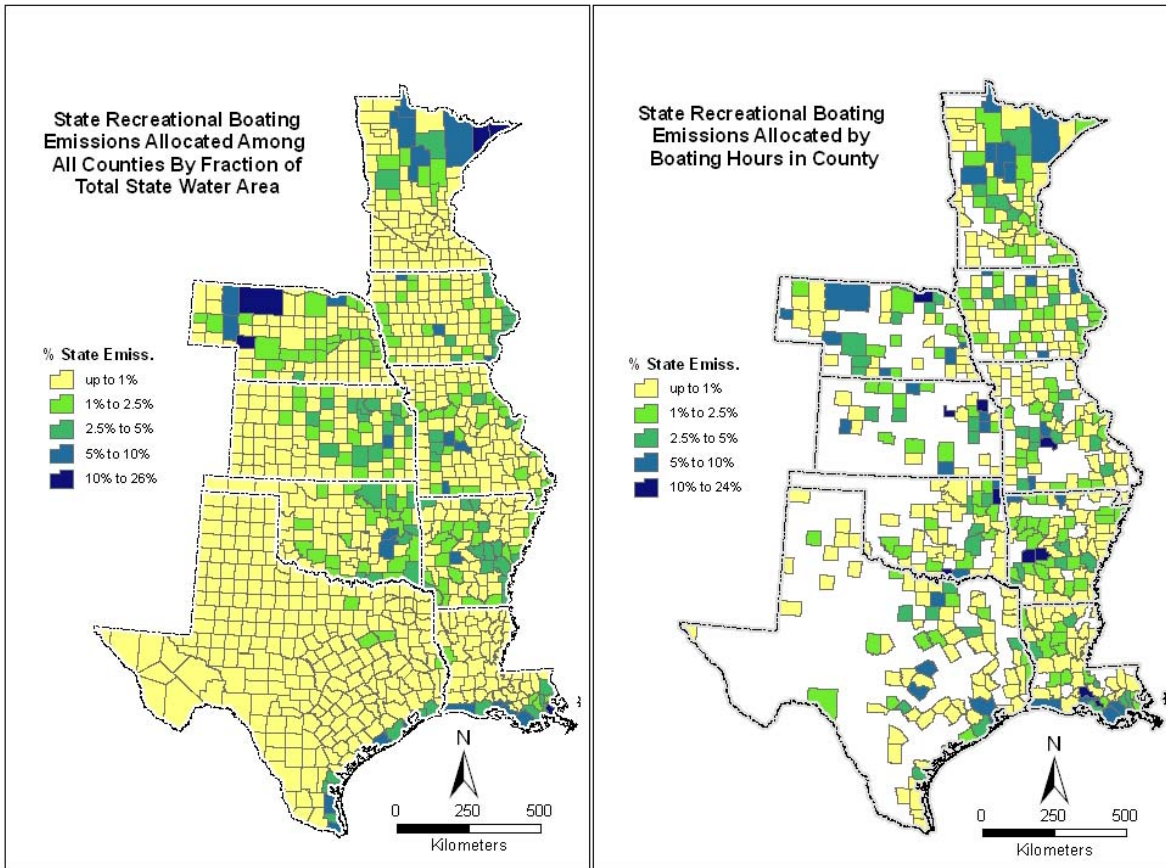 State Recreational Boating
Emissions Allocated Among
All Counties By Fraction of
Total State Water Area
% State Emiss.
up to 1%
1% to 2.5%
2.5% to 5%
5% to 10%
10% to 26%
N
0 250 500
Kilometers
State Recreational Boating
Emissions Allocated by
Boating Hours in County
% State Emiss.
up to 1%
1% to 2.5%
2.5% to 5%
5% to 10%
10% to 24%
N
0 250 500
Kilometers